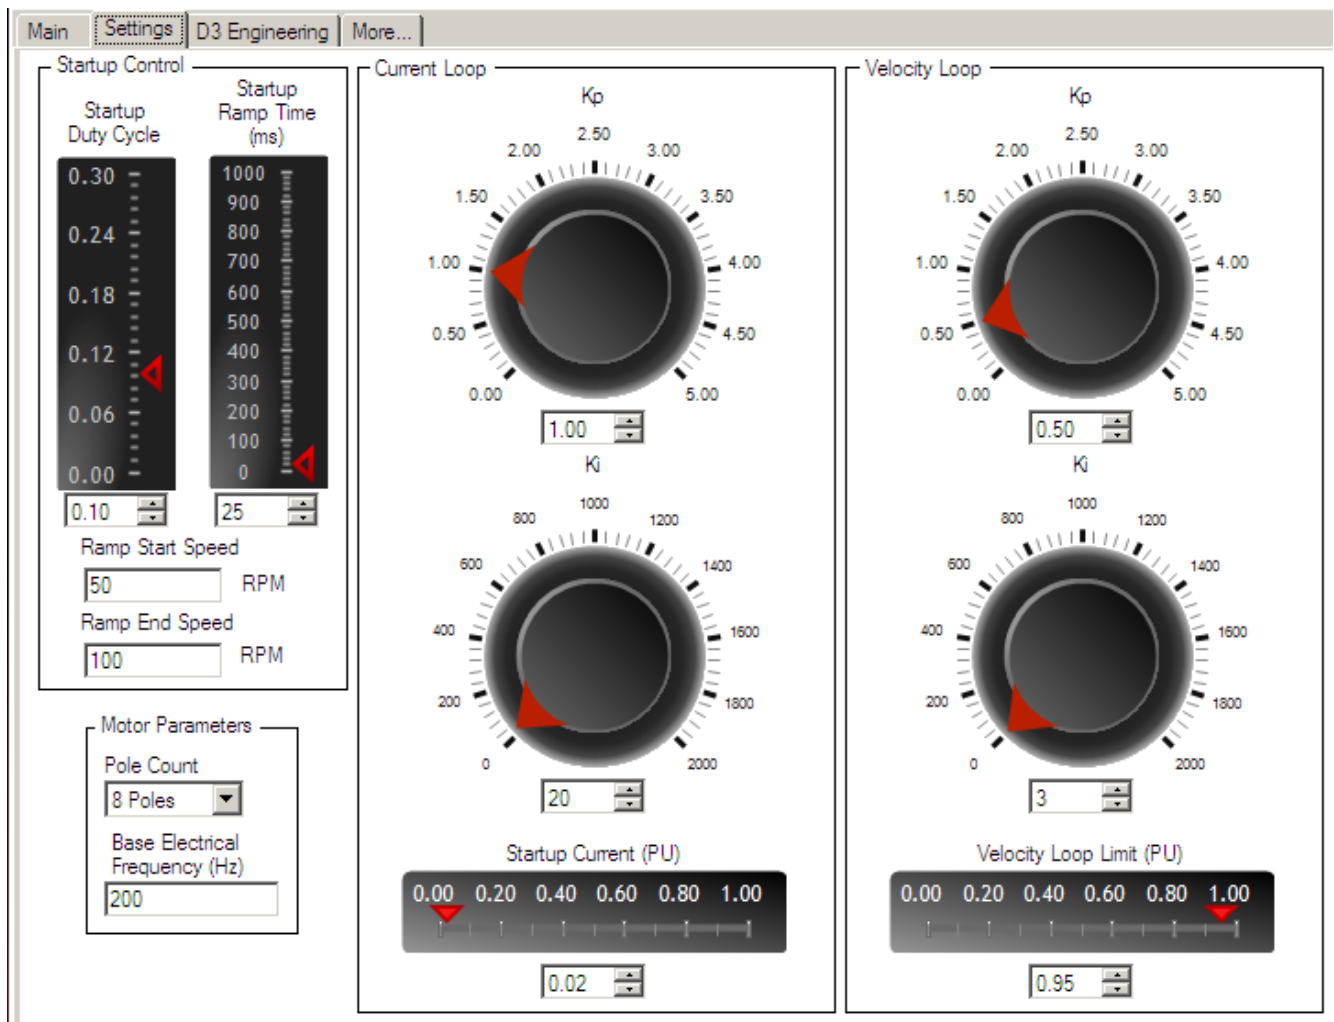 Main Settings D3 Engineering More...
Startup Control
Startup
Duty Cycle
0.30
0.24
0.18
0.12
0.06
0.00
0.10
Startup
Ramp Time
(ms)
1000
900
800
700
600
500
400
300
200
100
0
25
Ramp Start Speed
50 RPM
Ramp End Speed
100 RPM
Motor Parameters
Pole Count
8 Poles
Base Electrical
Frequency (Hz)
200
Current Loop
Kp
2.50
2.00 3.00
1.50 3.50
1.00 4.00
0.50 4.50
0.00 5.00
1.00
Ki
1000
800 1200
600 1400
400 1600
200 1800
0 2000
20
Startup Current (PU)
0.00 0.20 0.40 0.60 0.80 1.00
0.02
Velocity Loop
Kp
2.50
2.00 3.00
1.50 3.50
1.00 4.00
0.50 4.50
0.00 5.00
0.50
Ki
1000
800 1200
600 1400
400 1600
200 1800
0 2000
3
Velocity Loop Limit (PU)
0.00 0.20 0.40 0.60 0.80 1.00
0.95